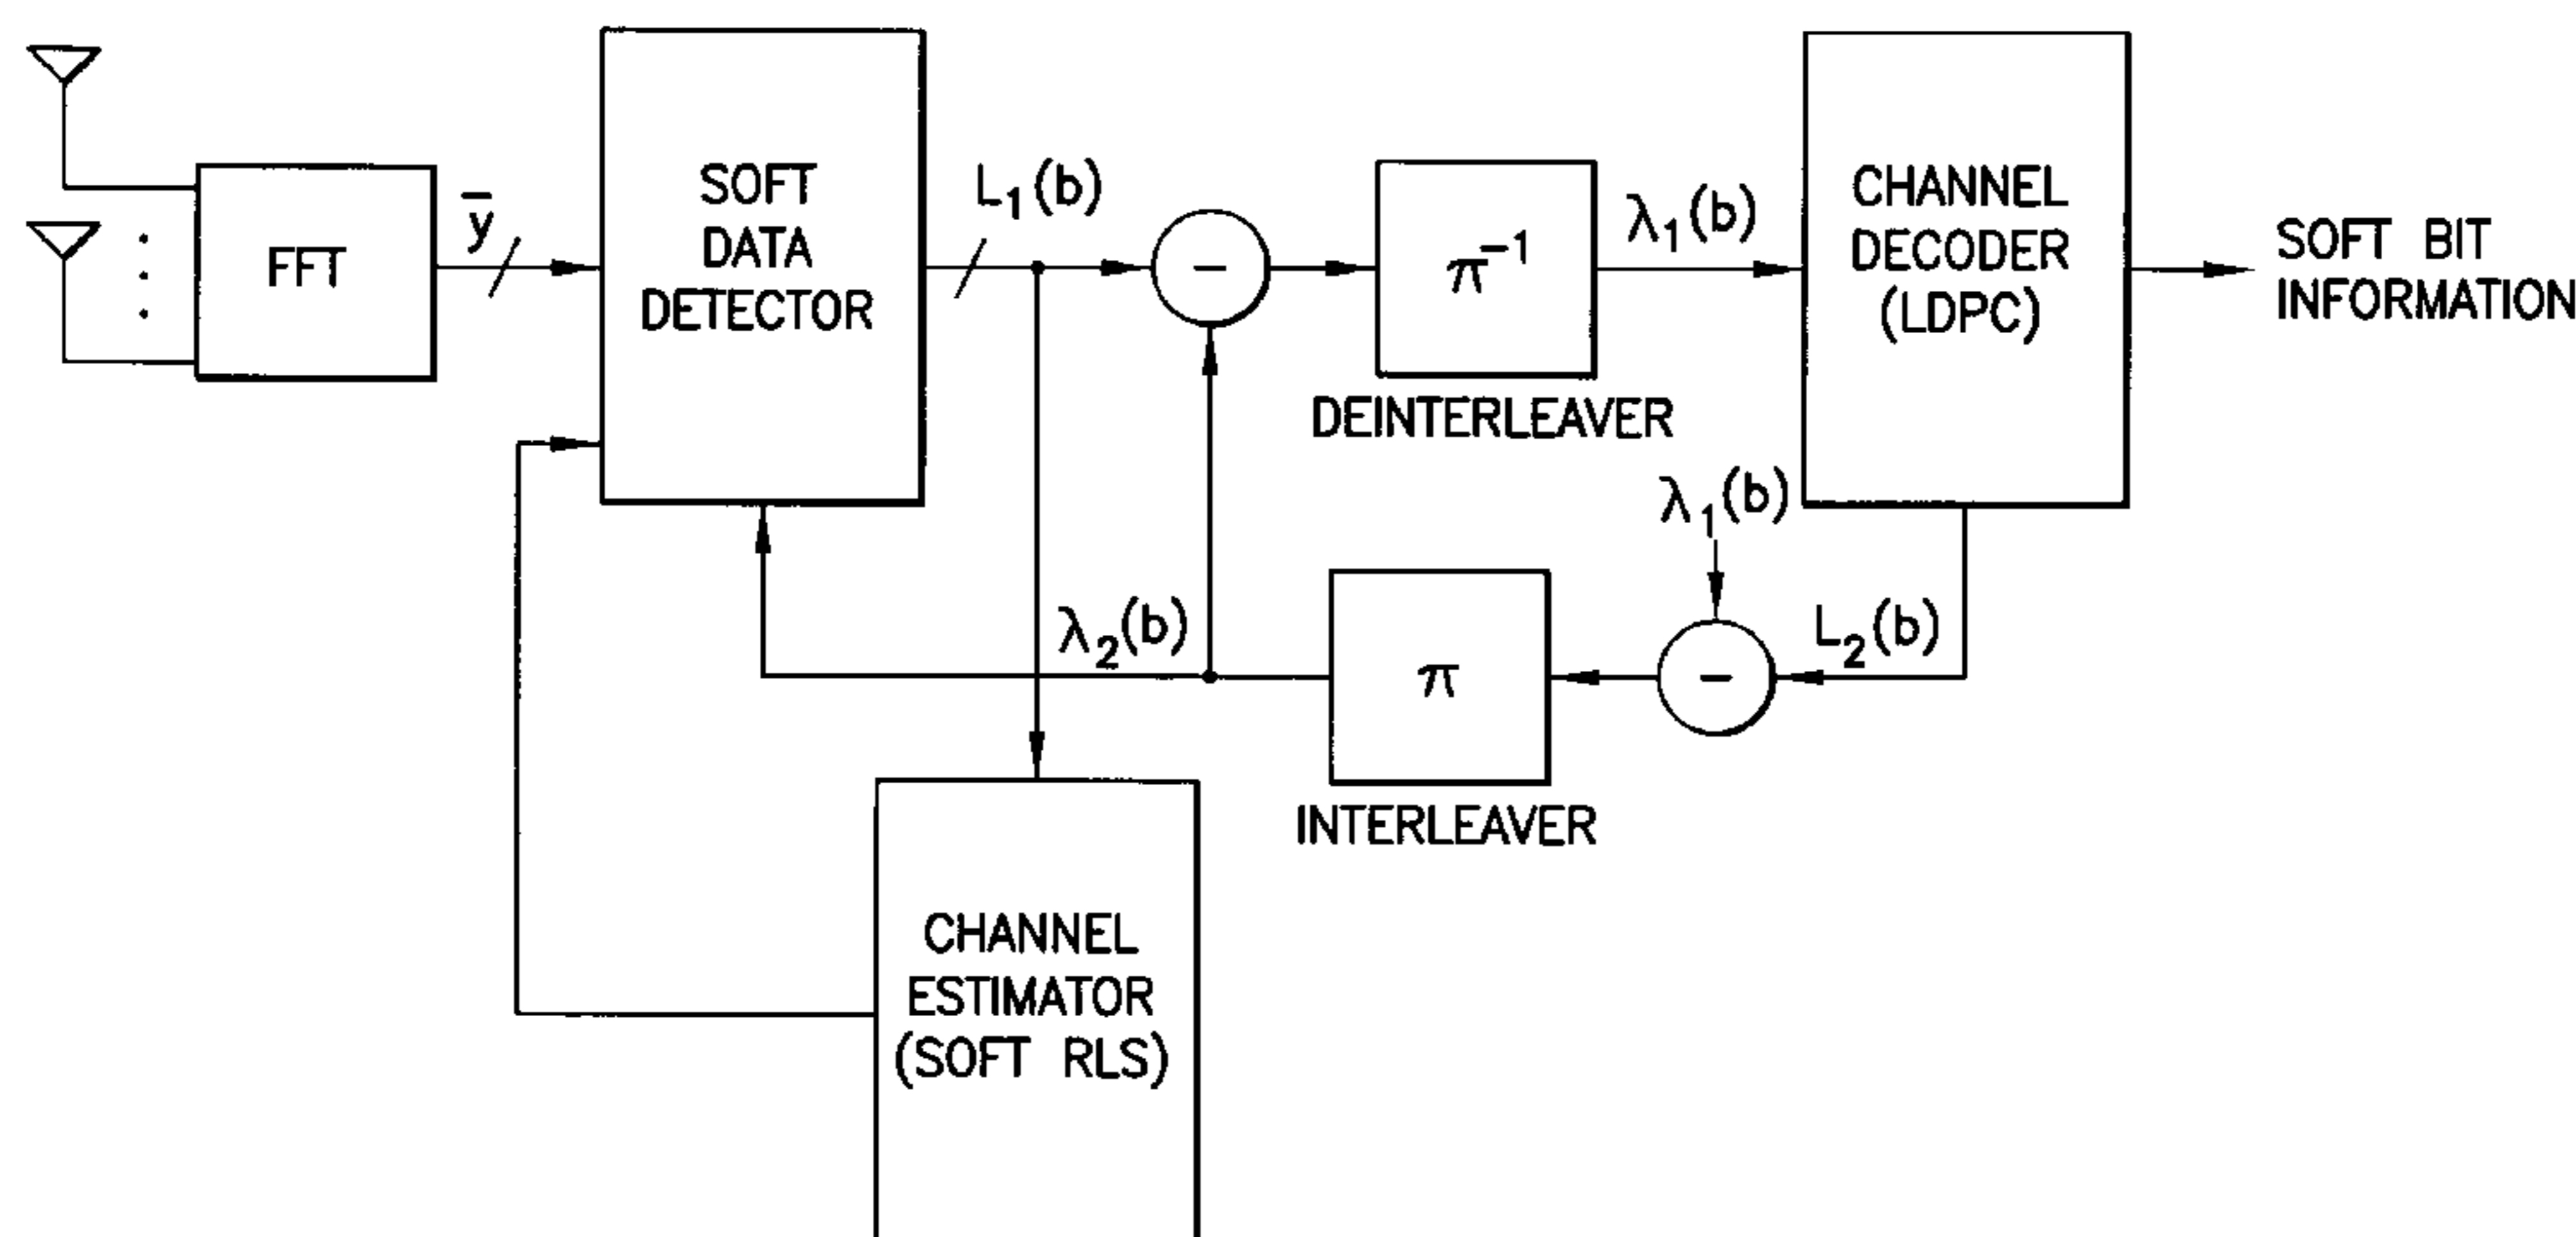 FFT
ȳ
SOFT
DATA
DETECTOR
L₁(b)
−
π⁻¹
DEINTERLEAVER
λ₁(b)
CHANNEL
DECODER
(LDPC)
SOFT BIT
INFORMATION
λ₁(b)
L₂(b)
−
π
INTERLEAVER
λ₂(b)
CHANNEL
ESTIMATOR
(SOFT RLS)